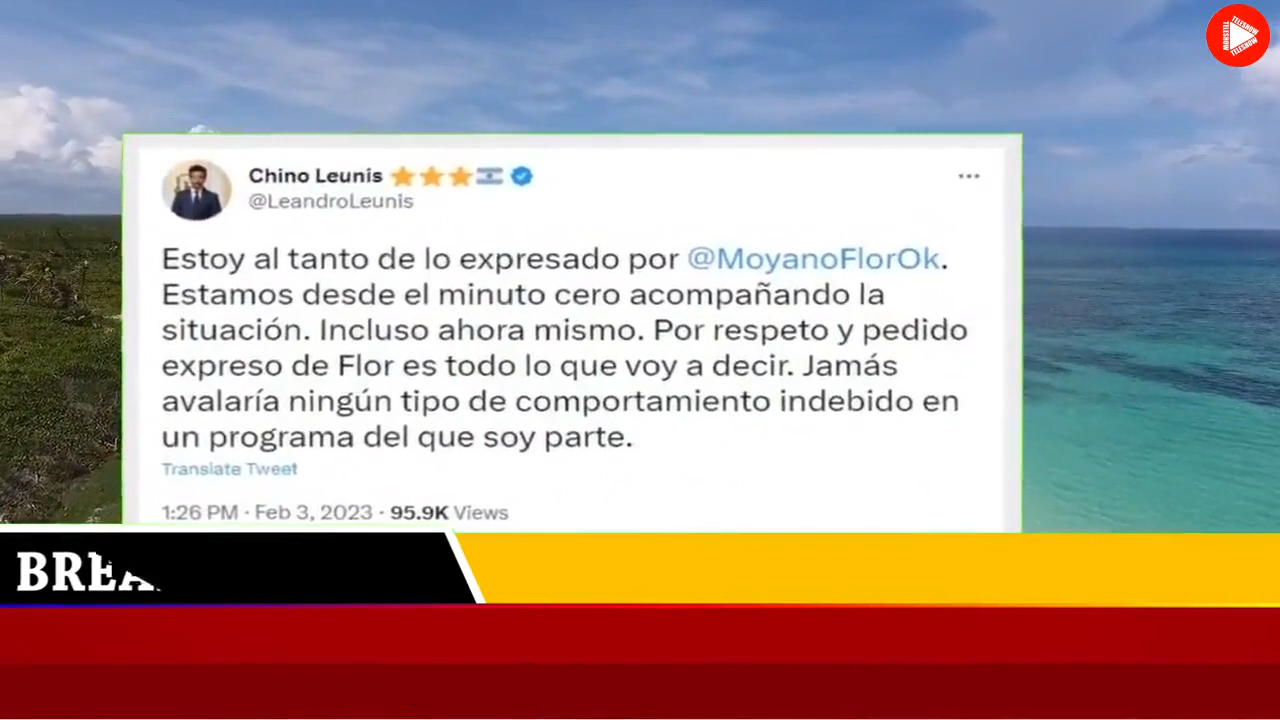 TELESHOW
TELESHOW
TELESHOW
Chino Leunis
@LeandroLeunis
Estoy al tanto de lo expresado por @MoyanoFlorOk.
Estamos desde el minuto cero acompañando la
situación. Incluso ahora mismo. Por respeto y pedido
expreso de Flor es todo lo que voy a decir. Jamás
avalaría ningún tipo de comportamiento indebido en
un programa del que soy parte.
Translate Tweet
1:26 PM · Feb 3, 2023 · 95.9K Views